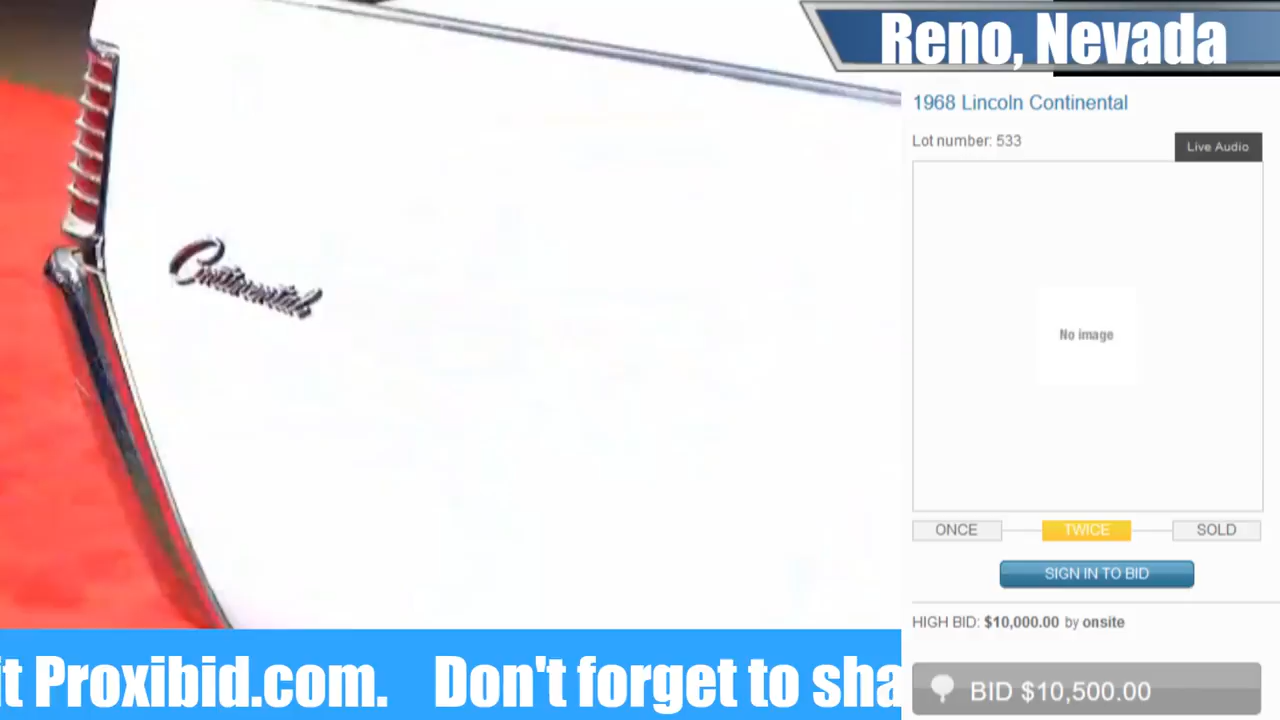 Reno, Nevada
1968 Lincoln Continental
Lot number: 533
Live Audio
Continental
No image
ONCE
TWICE
SOLD
SIGN IN TO BID
HIGH BID: $10,000.00 by onsite
it Proxibid.com. Don't forget to sha
BID $10,500.00